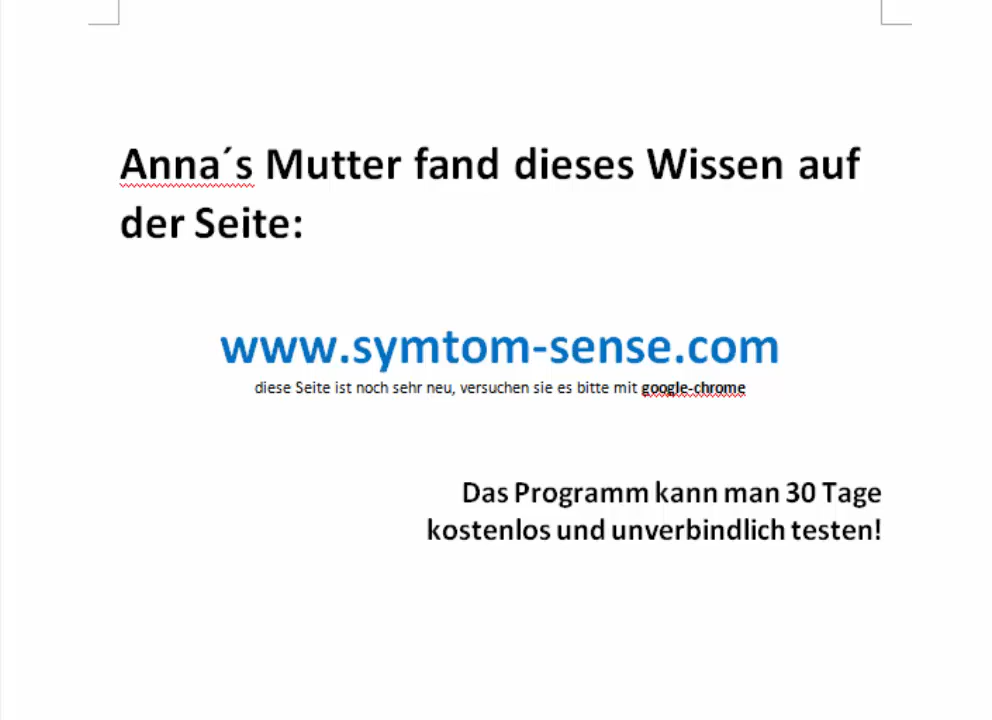 Anna´s Mutter fand dieses Wissen auf
der Seite:
www.symtom-sense.com
diese Seite ist noch sehr neu, versuchen sie es bitte mit google-chrome
Das Programm kann man 30 Tage
kostenlos und unverbindlich testen!